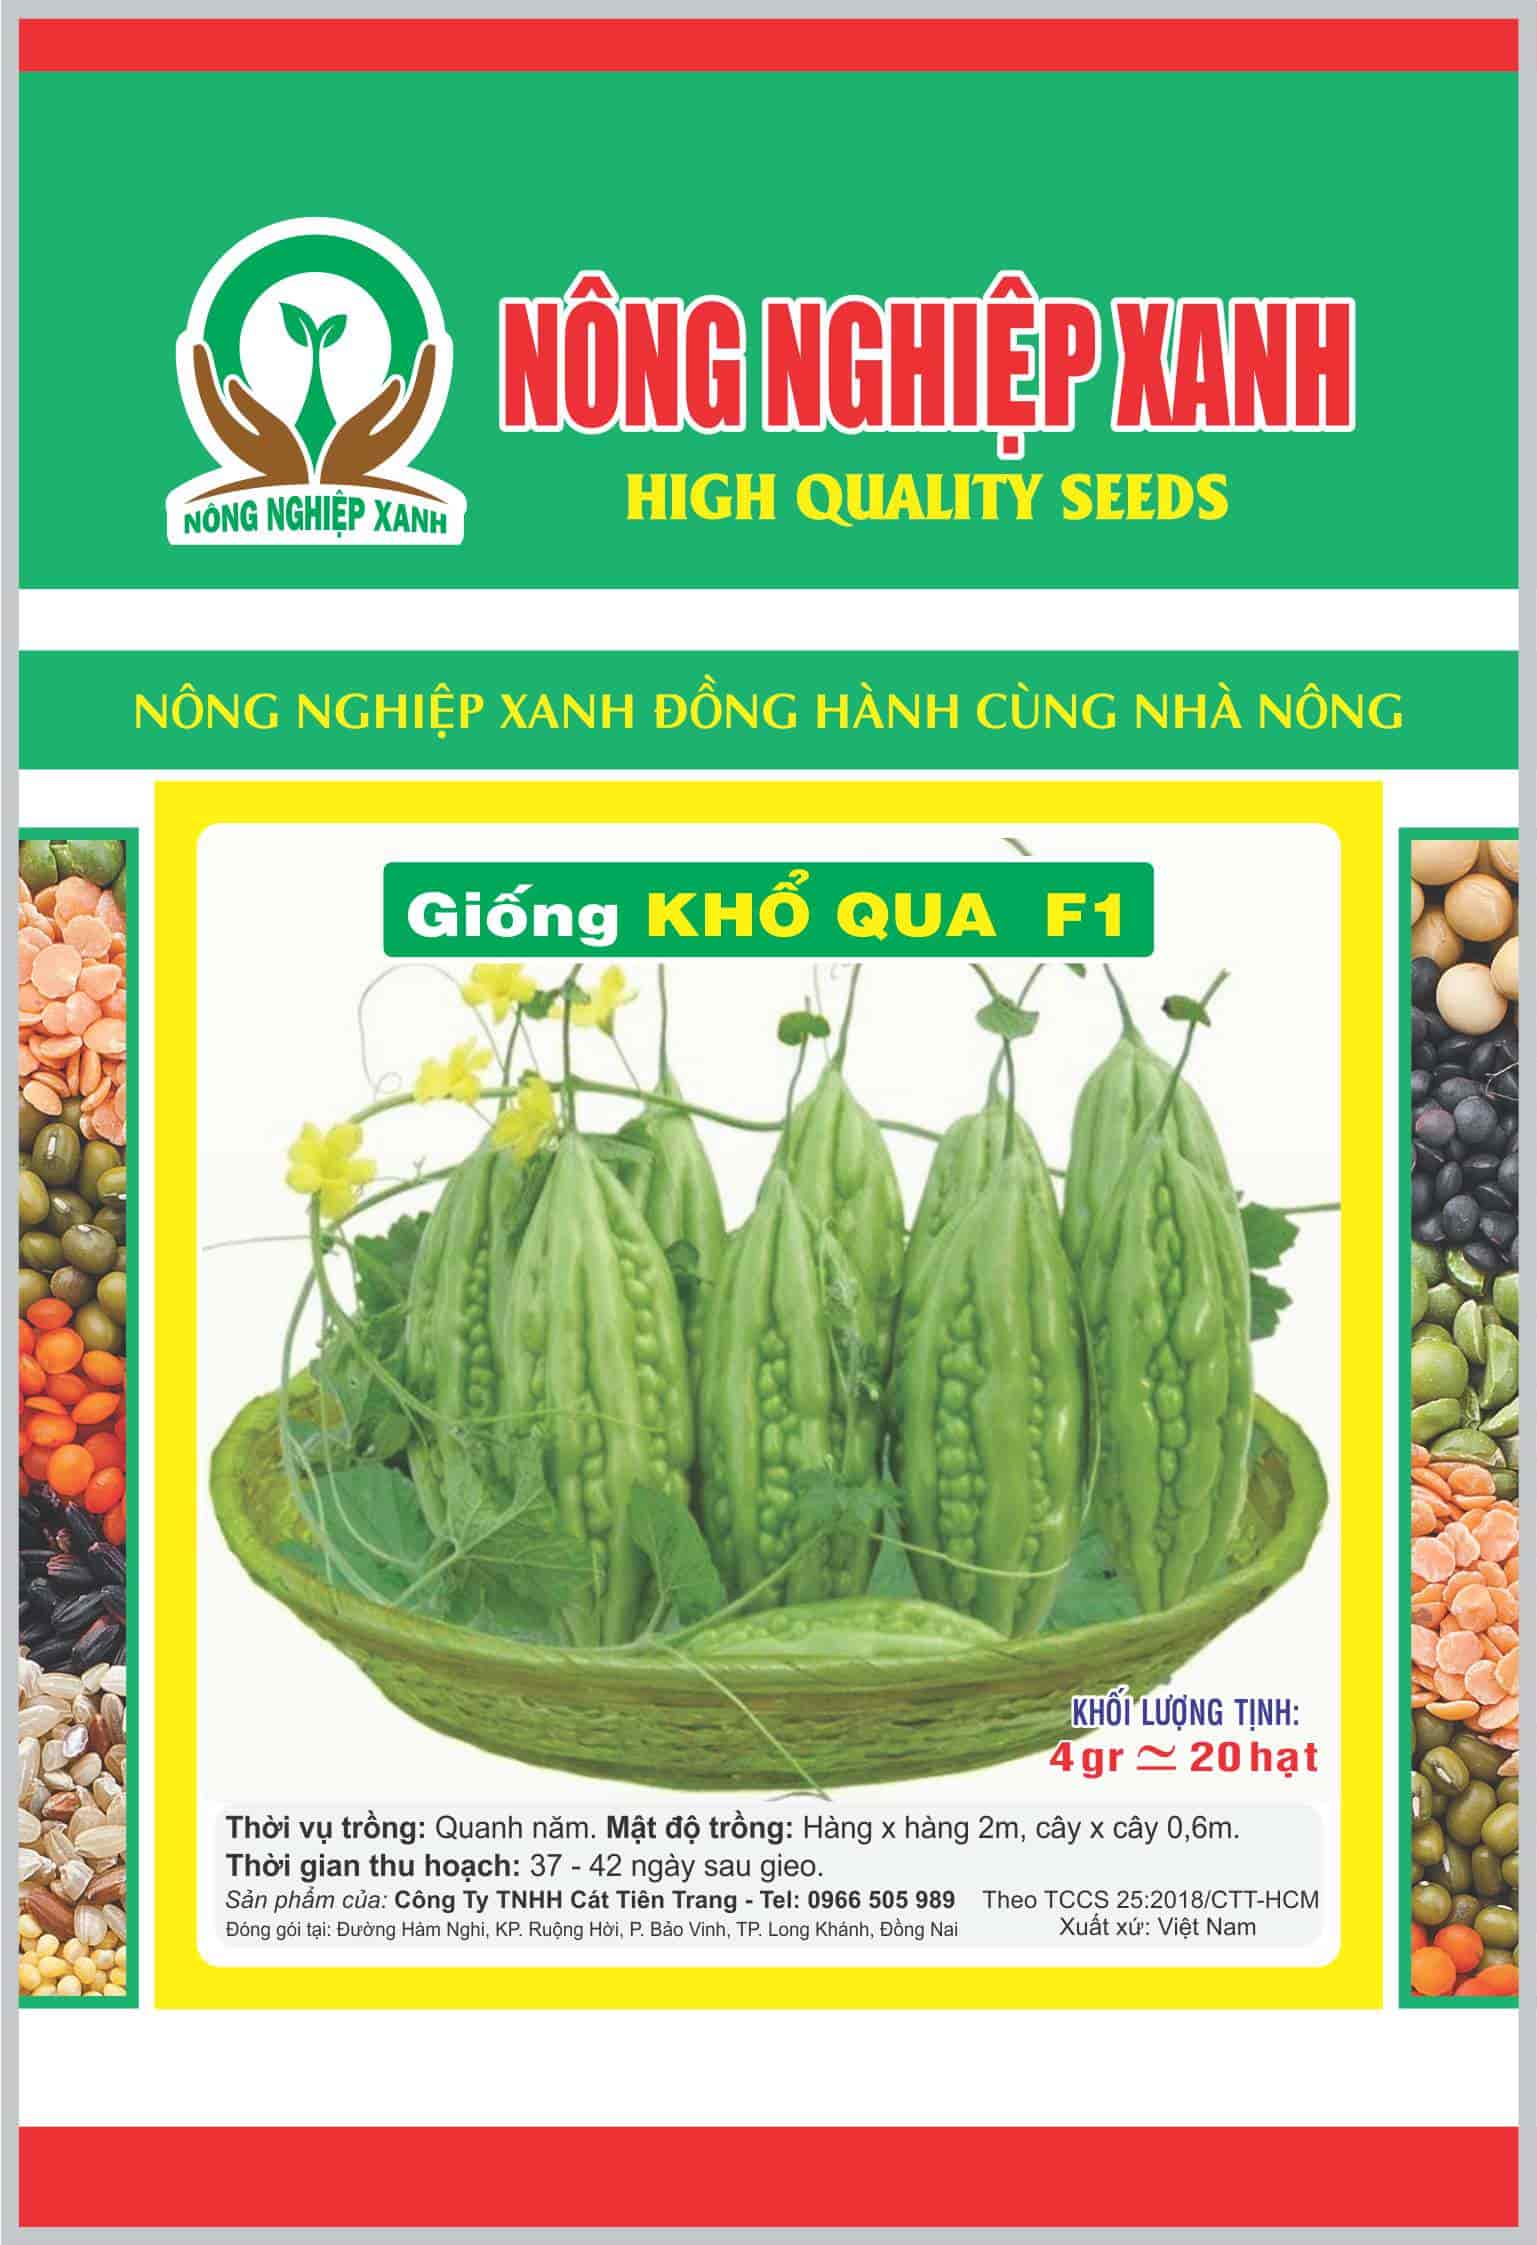 NÔNG NGHIỆP XANH
NÔNG NGHIỆP XANH
HIGH QUALITY SEEDS
NÔNG NGHIỆP XANH ĐỒNG HÀNH CÙNG NHÀ NÔNG
Giống KHỔ QUA F1
KHỐI LƯỢNG TỊNH:
4gr ≃ 20hạt
Thời vụ trồng: Quanh năm. Mật độ trồng: Hàng x hàng 2m, cây x cây 0,6m.
Thời gian thu hoạch: 37 - 42 ngày sau gieo.
Sản phẩm của: Công Ty TNHH Cát Tiên Trang - Tel: 0966 505 989 Theo TCCS 25:2018/CTT-HCM
Đóng gói tại: Đường Hàm Nghi, KP. Ruộng Hời, P. Bảo Vinh, TP. Long Khánh, Đồng Nai Xuất xứ: Việt Nam